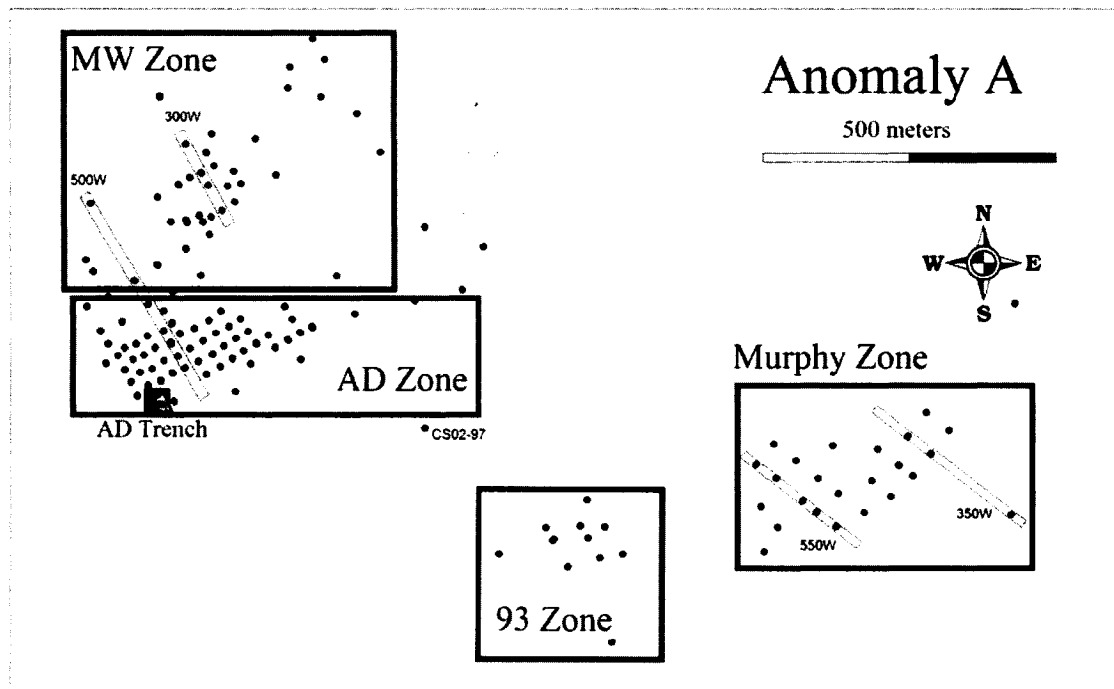 MW Zone
Anomaly A
500 meters
300W
500W
N
W E
S
Murphy Zone
AD Zone
AD Trench
CS02-97
350W
550W
93 Zone